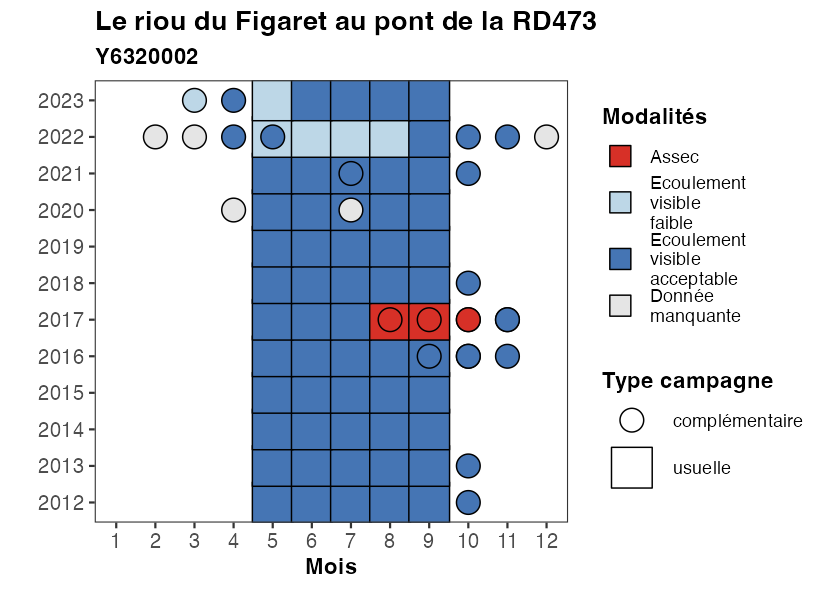 Le riou du Figaret au pont de la RD473
Y6320002
2023
2022
2021
2020
2019
2018
2017
2016
2015
2014
2013
2012
1 2 3 4 5 6 7 8 9 10 11 12
Mois
Modalités
Assec
Ecoulement
visible
faible
Ecoulement
visible
acceptable
Donnée
manquante
Type campagne
complémentaire
usuelle